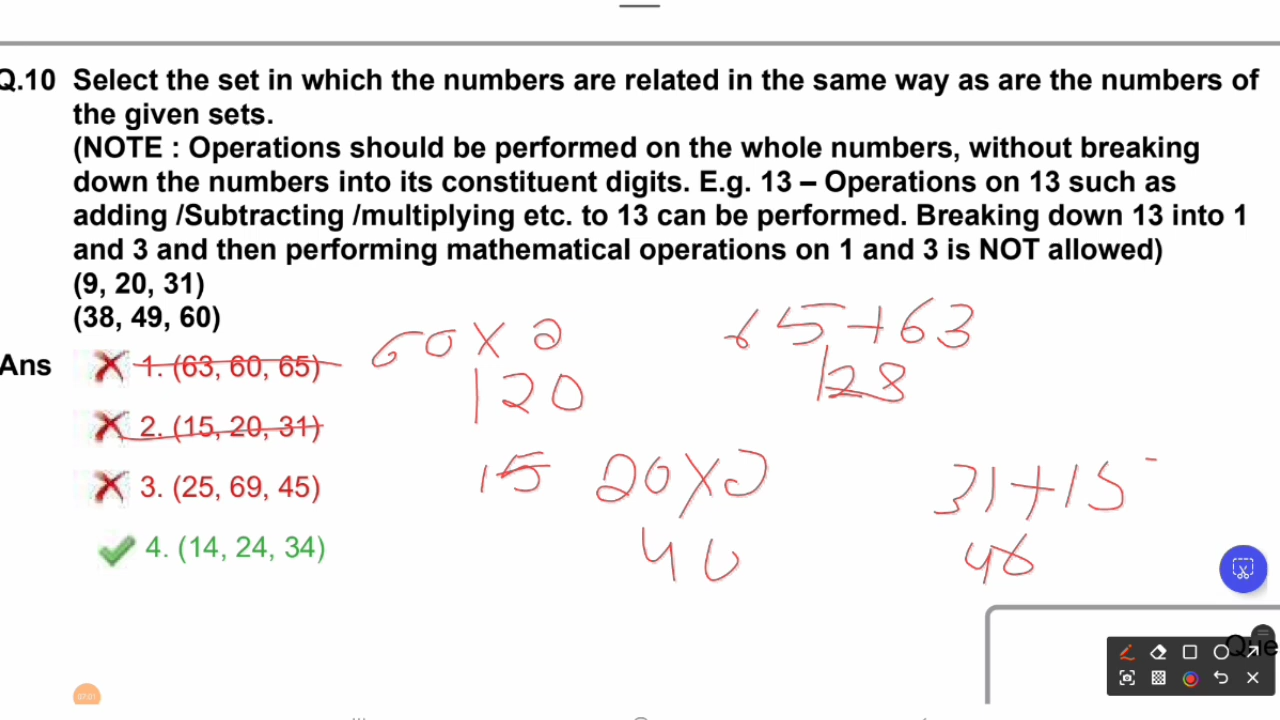 Q.10 Select the set in which the numbers are related in the same way as are the numbers of
the given sets.
(NOTE : Operations should be performed on the whole numbers, without breaking
down the numbers into its constituent digits. E.g. 13 – Operations on 13 such as
adding /Subtracting /multiplying etc. to 13 can be performed. Breaking down 13 into 1
and 3 and then performing mathematical operations on 1 and 3 is NOT allowed)
(9, 20, 31)
(38, 49, 60)
Ans 1. (63, 60, 65)
60 x 2
120
65+63
128
2. (15, 20, 31)
3. (25, 69, 45)
15 20x2
40
31+15
46
4. (14, 24, 34)
Que
07:01